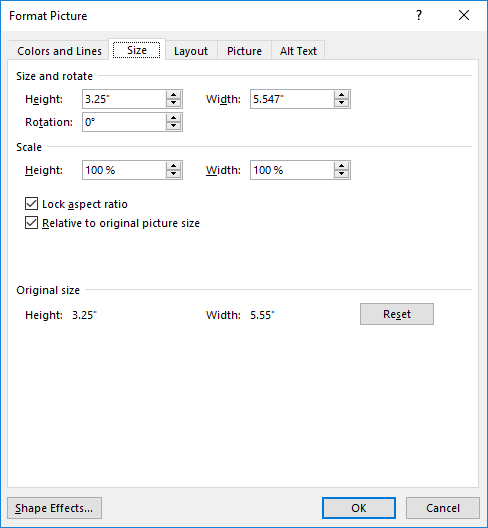 Format Picture ? ×
Colors and Lines Size Layout Picture Alt Text
Size and rotate
Height: 3.25" Width: 5.547"
Rotation: 0°
Scale
Height: 100 % Width: 100 %
Lock aspect ratio
Relative to original picture size
Original size
Height: 3.25" Width: 5.55" Reset
Shape Effects... OK Cancel